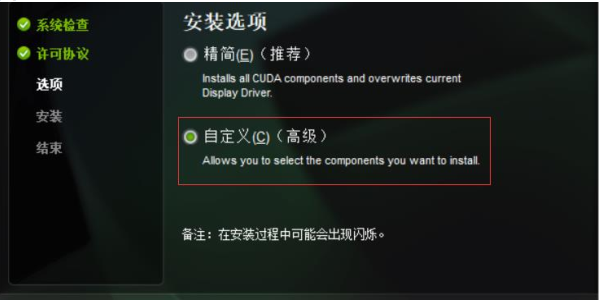 系统检查
许可协议
选项
安装
结束
安装选项
精简(E)（推荐）
Installs all CUDA components and overwrites current
Display Driver.
自定义(C)（高级）
Allows you to select the components you want to install.
备注：在安装过程中可能会出现闪烁。